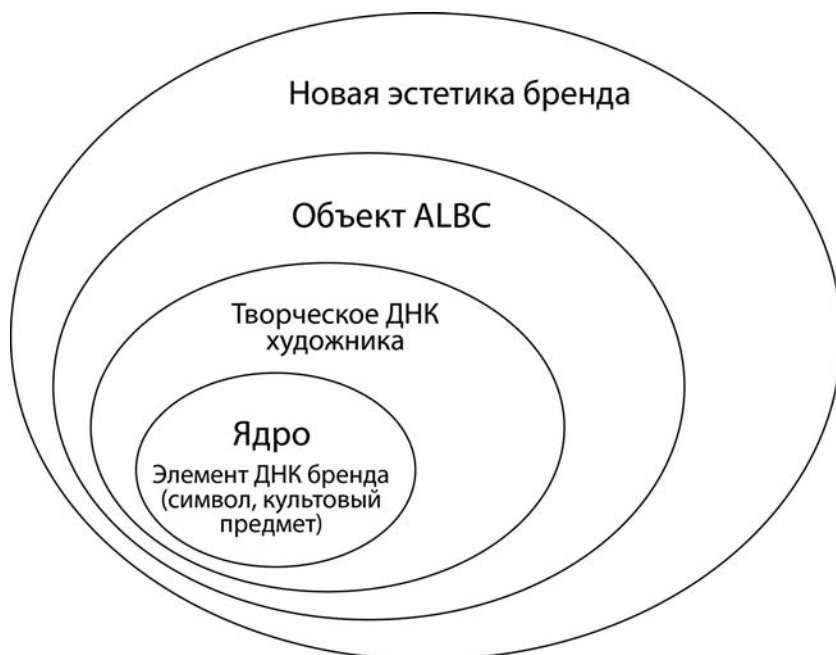 Новая эстетика бренда
Объект ALBC
Творческое ДНК
художника
Ядро
Элемент ДНК бренда
(символ, культовый
предмет)